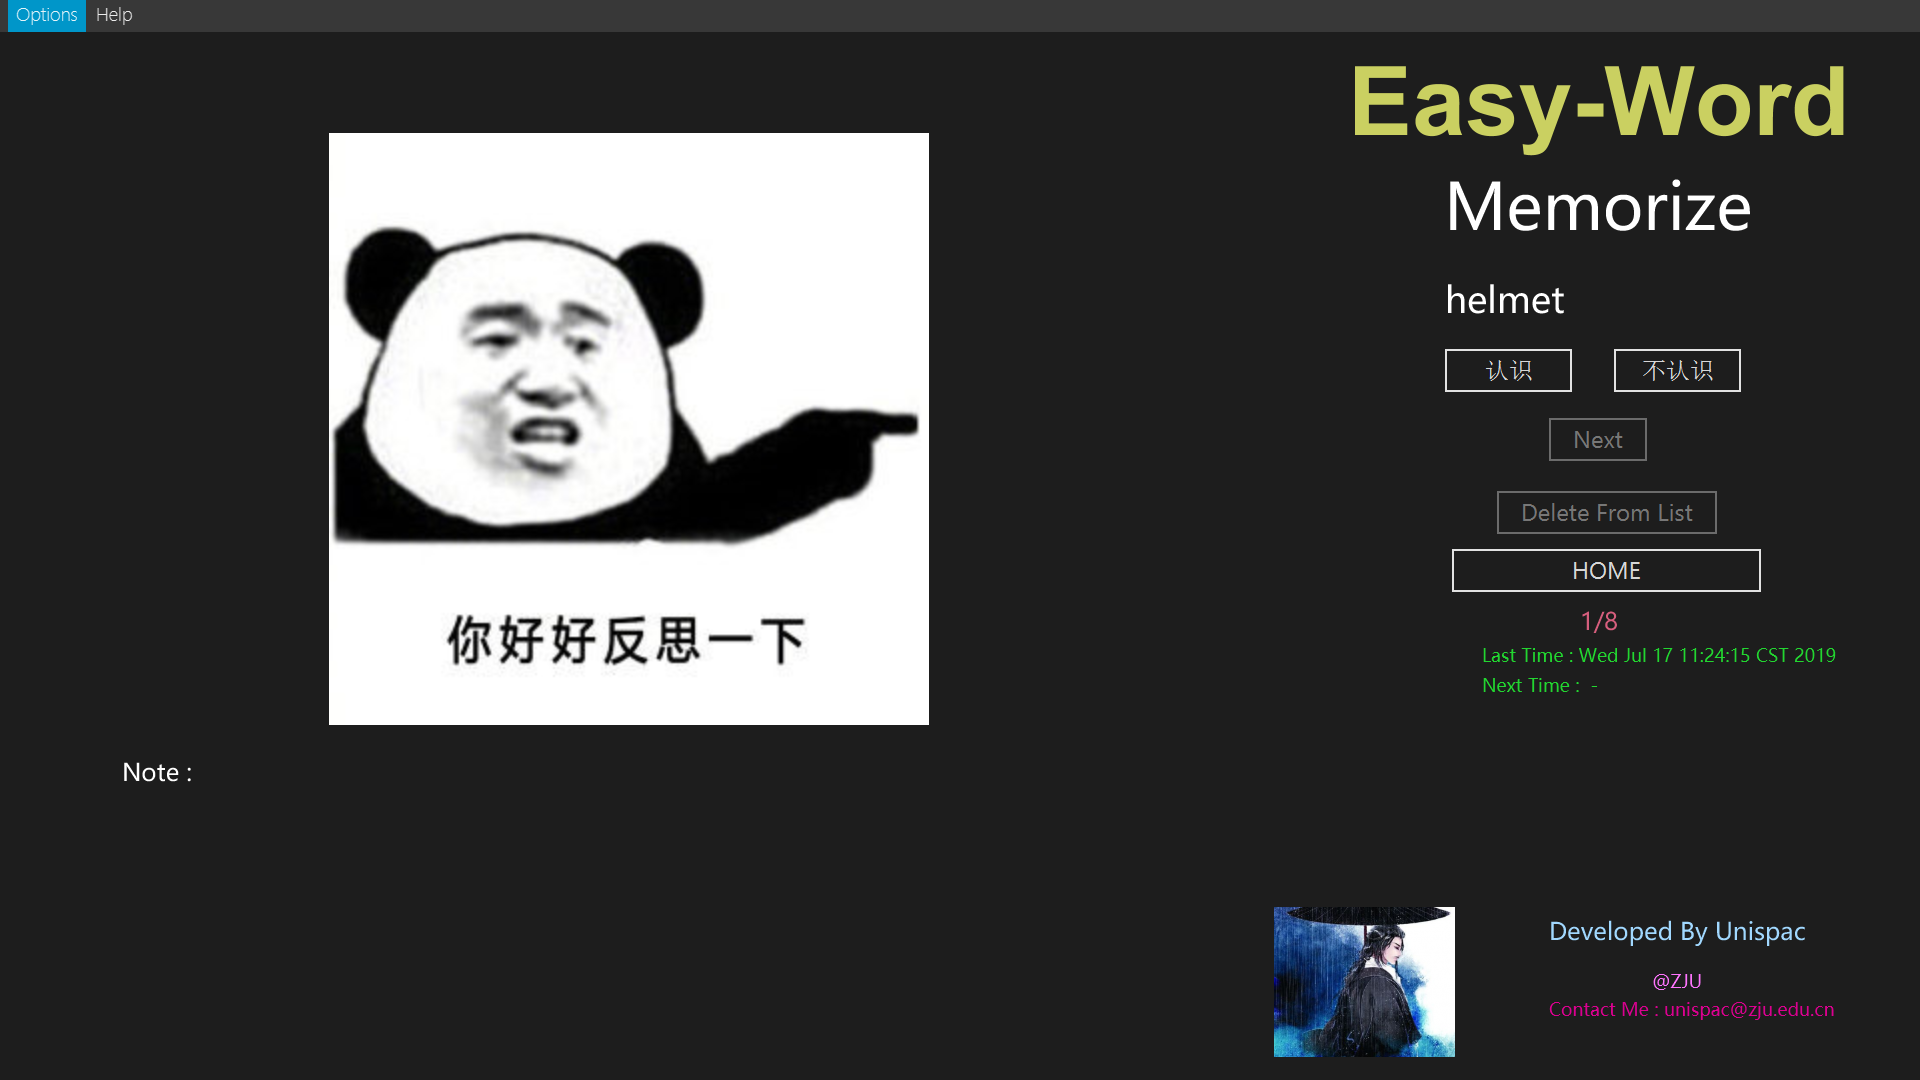 Options Help
Easy-Word
Memorize
helmet
认识 不认识
Next
Delete From List
HOME
1/8
Last Time : Wed Jul 17 11:24:15 CST 2019
Next Time : -
你好好反思一下
Note :
Developed By Unispac
@ZJU
Contact Me : unispac@zju.edu.cn